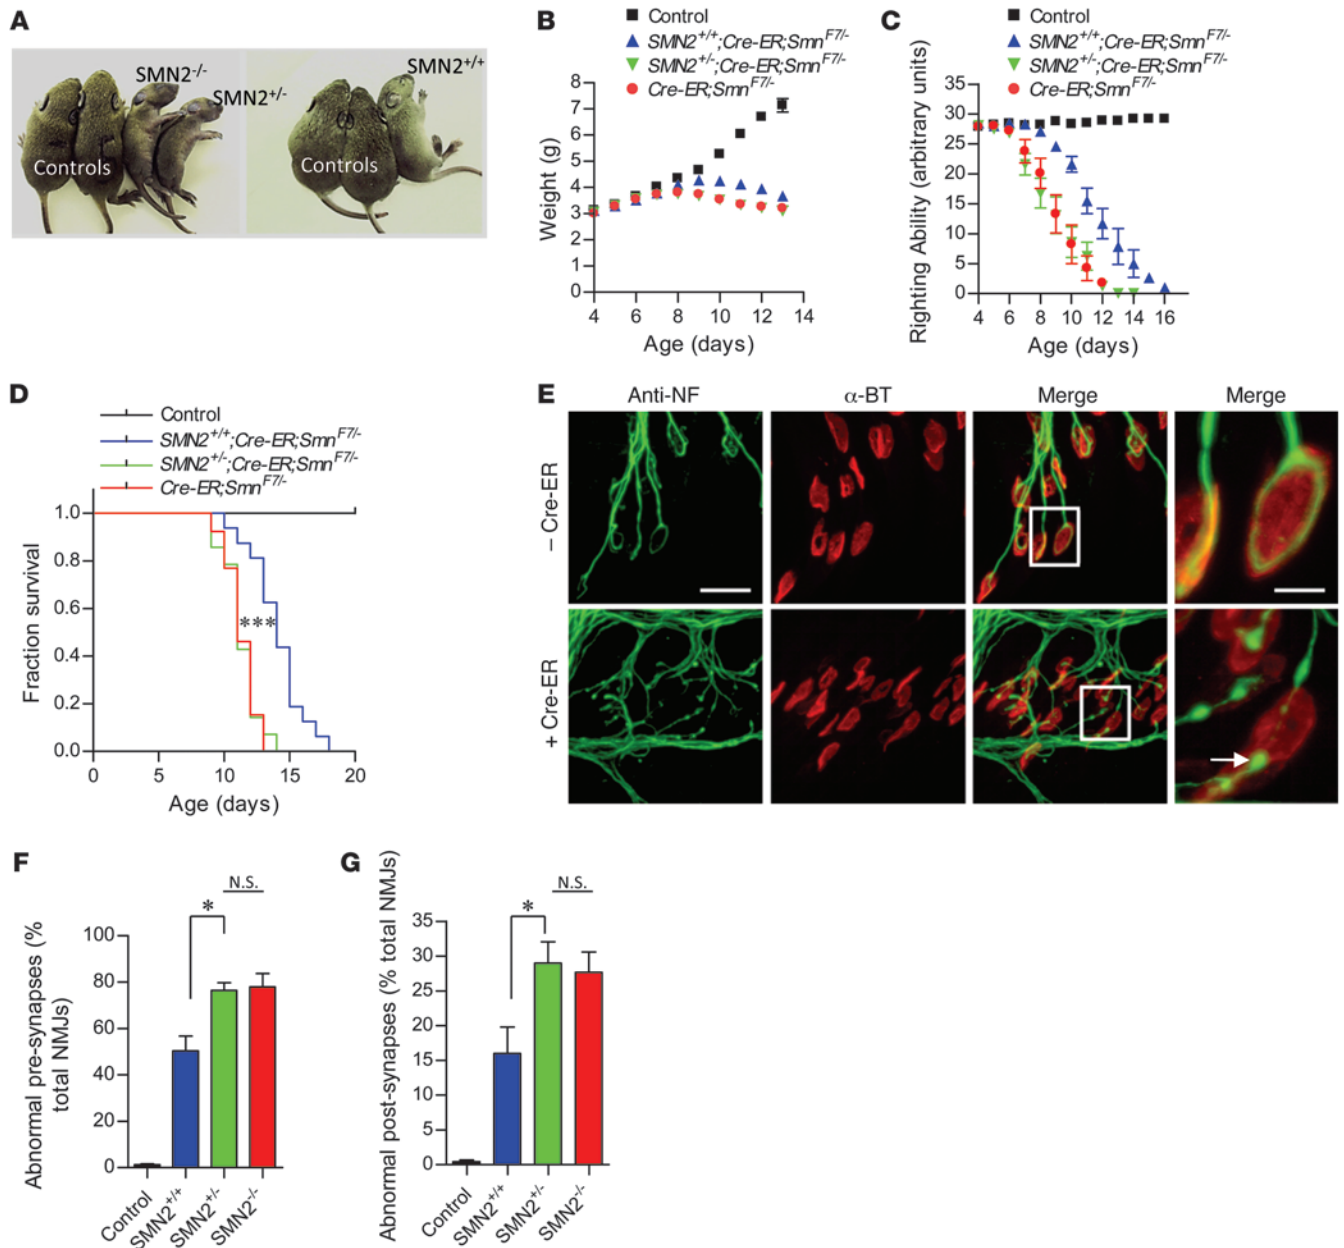 A
SMN2-/-
SMN2+/-
SMN2+/+
Controls
Controls
B
Control
SMN2+/+;Cre-ER;SmnF7/-
SMN2+/-;Cre-ER;SmnF7/-
Cre-ER;SmnF7/-
Weight (g)
8
7
6
5
4
3
2
1
0
4 6 8 10 12 14
Age (days)
C
Control
SMN2+/+;Cre-ER;SmnF7/-
SMN2+/-;Cre-ER;SmnF7/-
Cre-ER;SmnF7/-
Righting Ability (arbitrary units)
35
30
25
20
15
10
5
0
4 6 8 10 12 14 16
Age (days)
D
Control
SMN2+/+;Cre-ER;SmnF7/-
SMN2+/-;Cre-ER;SmnF7/-
Cre-ER;SmnF7/-
Fraction survival
1.0
0.8
0.6
0.4
0.2
0.0
***
0 5 10 15 20
Age (days)
E
Anti-NF α-BT Merge Merge
– Cre-ER
+ Cre-ER
F
Abnormal pre-synapses (%
total NMJs)
N.S.
*
100
80
60
40
20
0
Control SMN2+/+ SMN2+/- SMN2-/-
G
Abnormal post-synapses (% total NMJs)
N.S.
*
35
30
25
20
15
10
5
0
Control SMN2+/+ SMN2+/- SMN2-/-